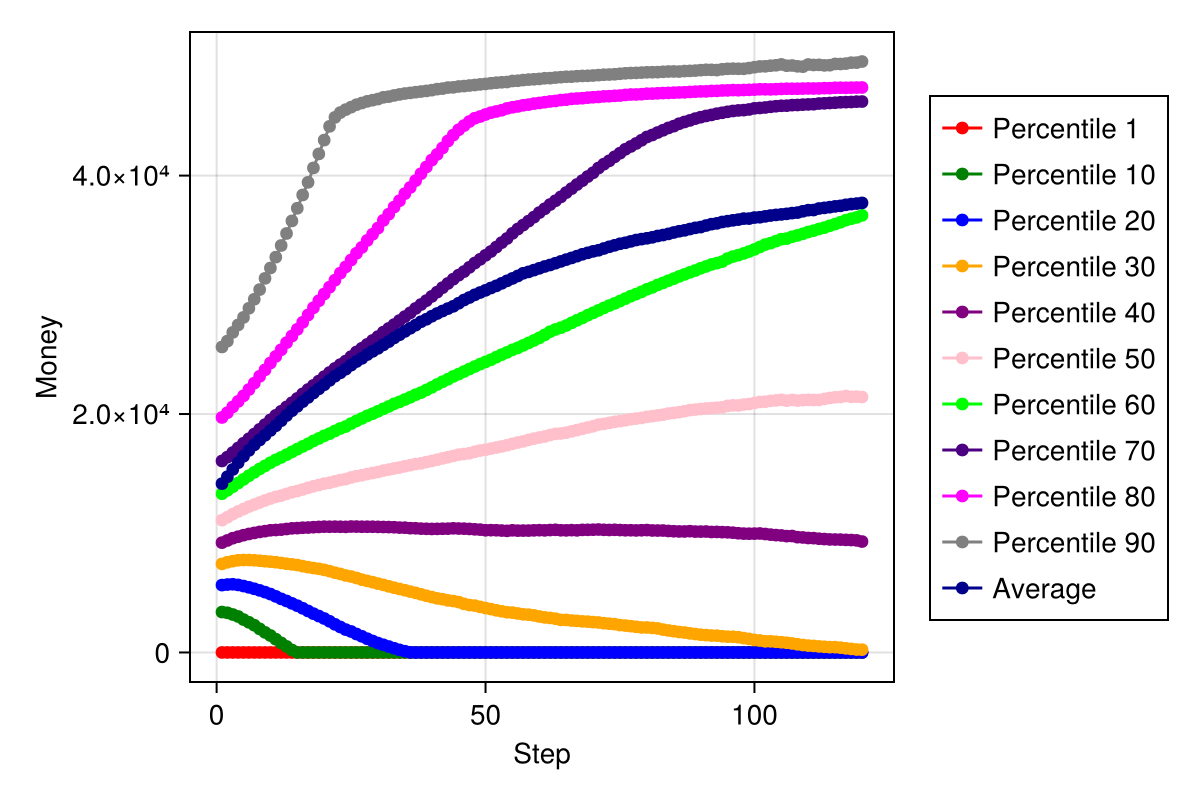 Money
4.0×10⁴
2.0×10⁴
0
0
50
100
Step
Percentile 1
Percentile 10
Percentile 20
Percentile 30
Percentile 40
Percentile 50
Percentile 60
Percentile 70
Percentile 80
Percentile 90
Average